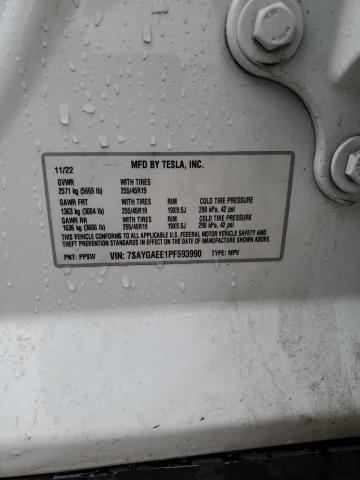 11/22 MFD BY TESLA, INC.
GVWR WITH TIRES
2571 kg (5669 lb) 255/45R19
GAWR FRT WITH TIRES RIM COLD TIRE PRESSURE
1363 kg (3004 lb) 255/45R19 19X9.5J 290 kPa, 42 psi
GAWR RR WITH TIRES RIM COLD TIRE PRESSURE
1636 kg (3606 lb) 255/45R19 19X9.5J 290 kPa, 42 psi
THIS VEHICLE CONFORMS TO ALL APPLICABLE U.S. FEDERAL MOTOR VEHICLE SAFETY AND
THEFT PREVENTION STANDARDS IN EFFECT ON THE DATE OF MANUFACTURE SHOWN ABOVE.
PNT: PPSW VIN: 7SAYGAEE1PF593990 TYPE: MPV